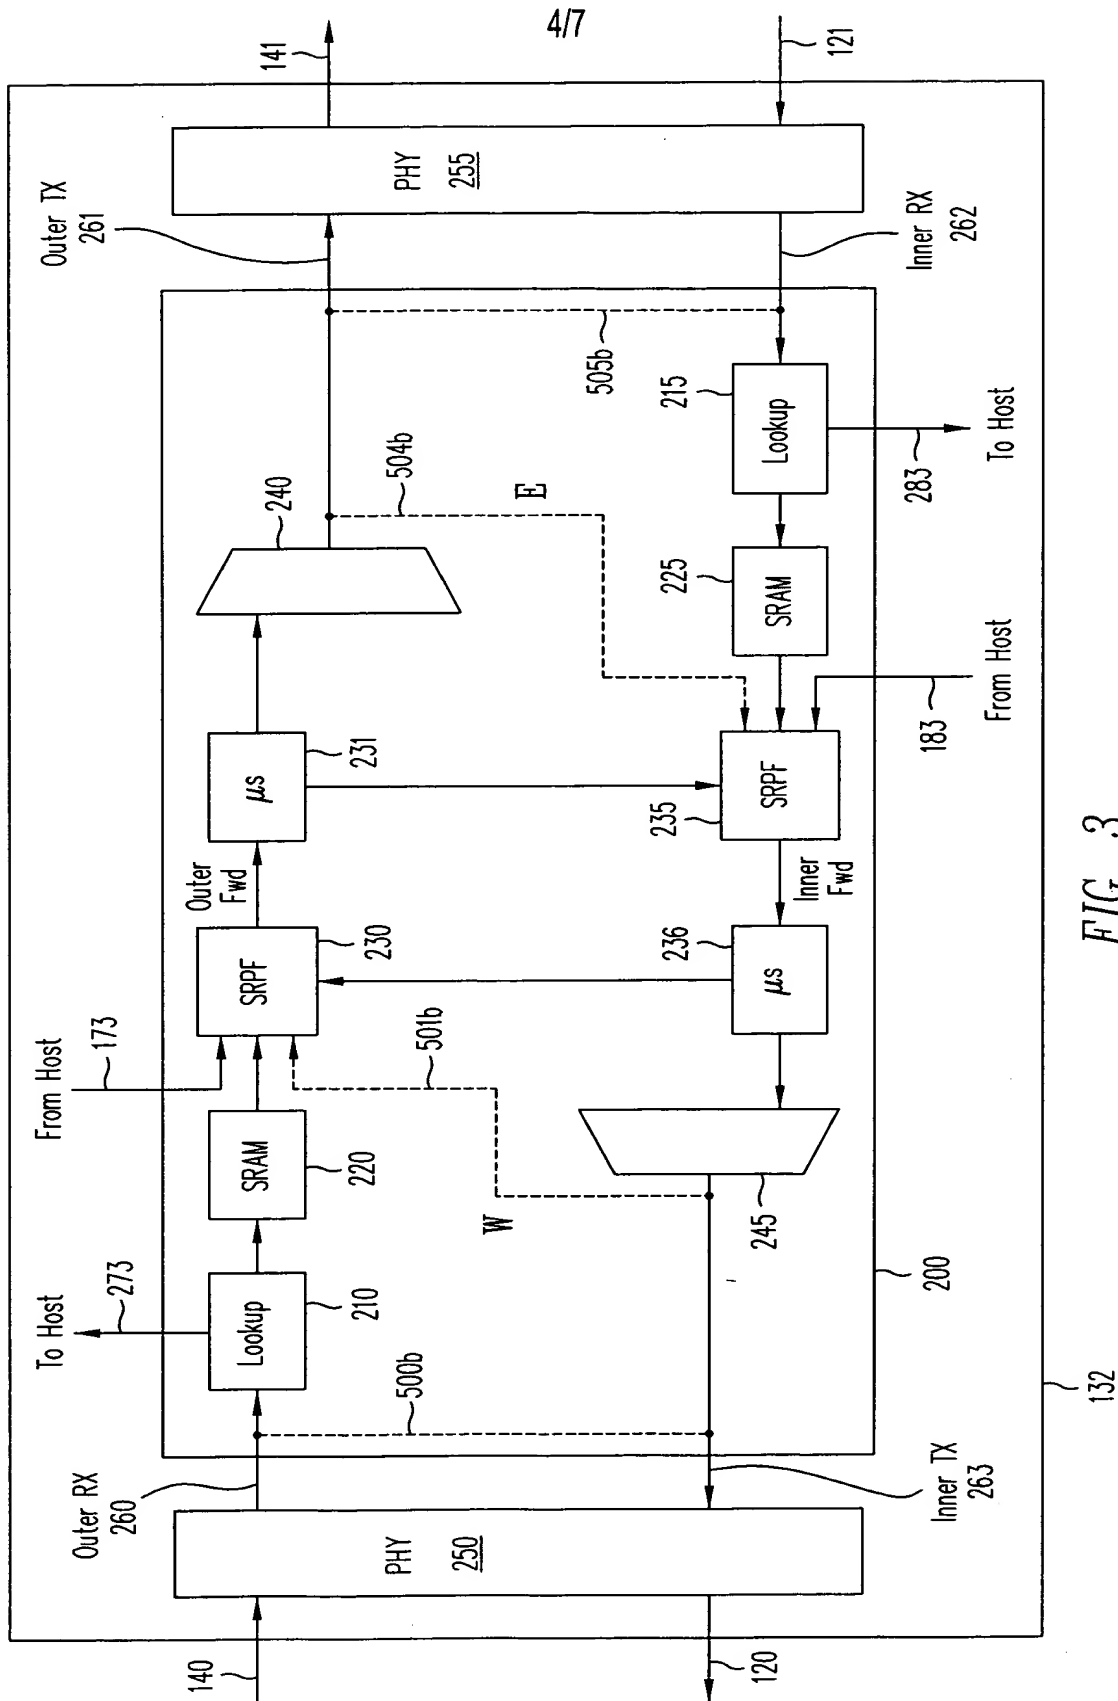 4/7
140
120
141
121
PHY
250
PHY
255
Outer RX
260
Inner TX
263
Outer TX
261
Inner RX
262
To Host
273
From Host
173
Lookup
210
SRAM
220
SRPF
230
Outer
Fwd
μs
231
240
500b
501b
W
504b
E
505b
245
μs
236
Inner
Fwd
SRPF
235
SRAM
225
Lookup
215
From Host
183
To Host
283
200
132
FIG. 3